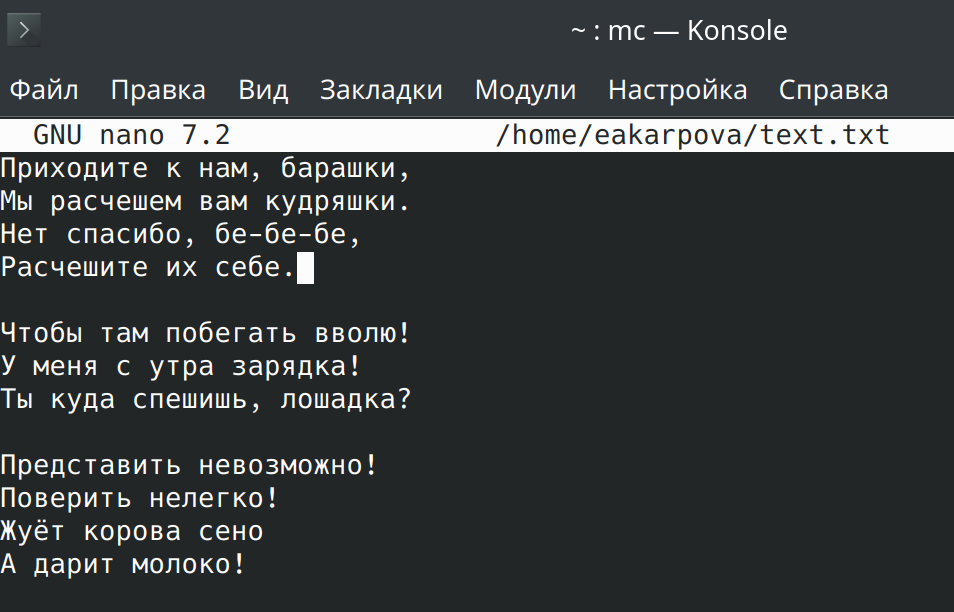 ~ : mc — Konsole
Файл Правка Вид Закладки Модули Настройка Справка
GNU nano 7.2 /home/eakarpova/text.txt
Приходите к нам, барашки,
Мы расчешем вам кудряшки.
Нет спасибо, бе-бе-бе,
Расчешите их себе.
Чтобы там побегать вволю!
У меня с утра зарядка!
Ты куда спешишь, лошадка?
Представить невозможно!
Поверить нелегко!
Жуёт корова сено
А дарит молоко!